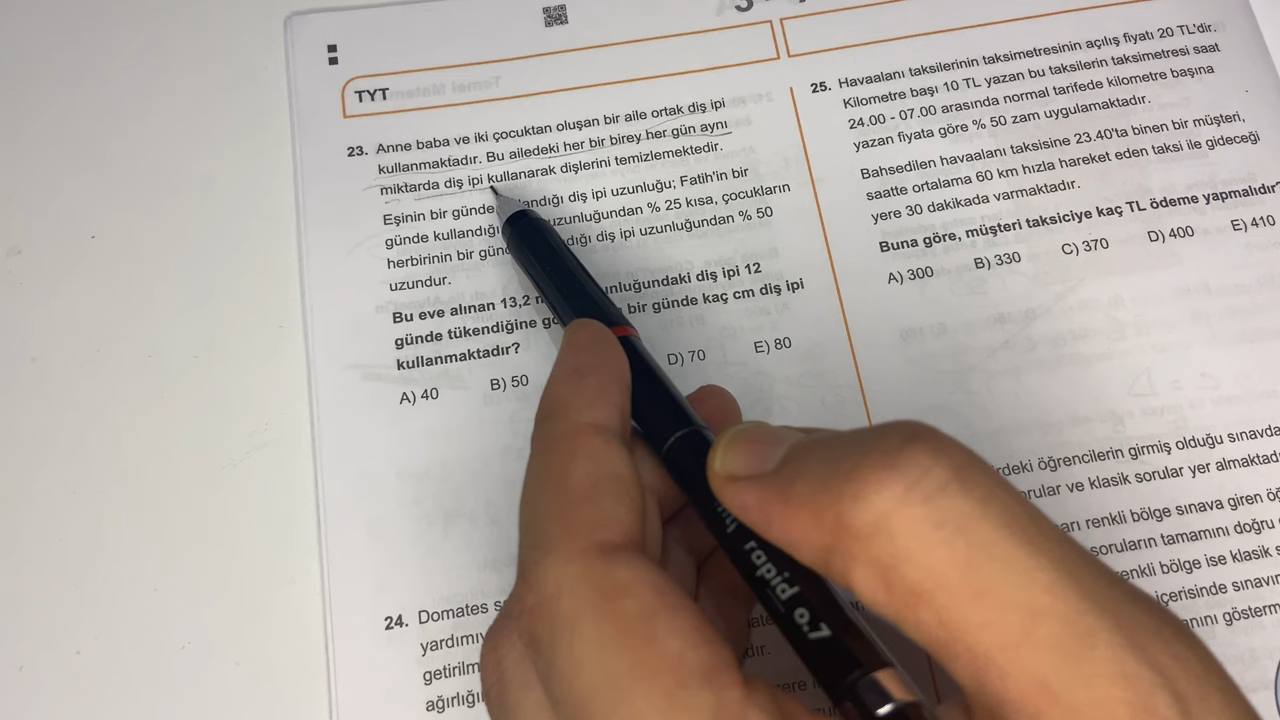 TYT
23. Anne baba ve iki çocuktan oluşan bir aile ortak diş ipi
kullanmaktadır. Bu ailedeki her bir birey her gün aynı
miktarda diş ipi kullanarak dişlerini temizlemektedir.
Eşinin bir günde diş ipi uzunluğu; Fatih'in bir
günde kullandığı uzunluğundan % 25 kısa, çocukların
herbirinin bir diş ipi uzunluğundan % 50
uzundur.
Bu eve alınan 13,2 diş ipi 12
günde tükendiğine bir günde kaç cm diş ipi
kullanmaktadır?
A) 40 B) 50 D) 70 E) 80
24. Domates
yardımı
getirilm
ağırlığı
25. Havaalanı taksilerinin taksimetresinin açılış fiyatı 20 TL'dir.
Kilometre başı 10 TL yazan bu taksilerin taksimetresi saat
24.00 - 07.00 arasında normal tarifede kilometre başına
yazan fiyata göre % 50 zam uygulamaktadır.
Bahsedilen havaalanı taksisine 23.40'ta binen bir müşteri,
saatte ortalama 60 km hızla hareket eden taksi ile gideceği
yere 30 dakikada varmaktadır.
Buna göre, müşteri taksiciye kaç TL ödeme yapmalıdır
A) 300 B) 330 C) 370 D) 400 E) 410
rdeki öğrencilerin girmiş olduğu sınavda
rular ve klasik sorular yer almaktad
arı renkli bölge sınava giren öğ
soruların tamamını doğru
enkli bölge ise klasik
içerisinde sınavın
anını gösterm
dır.
rapid 0.7